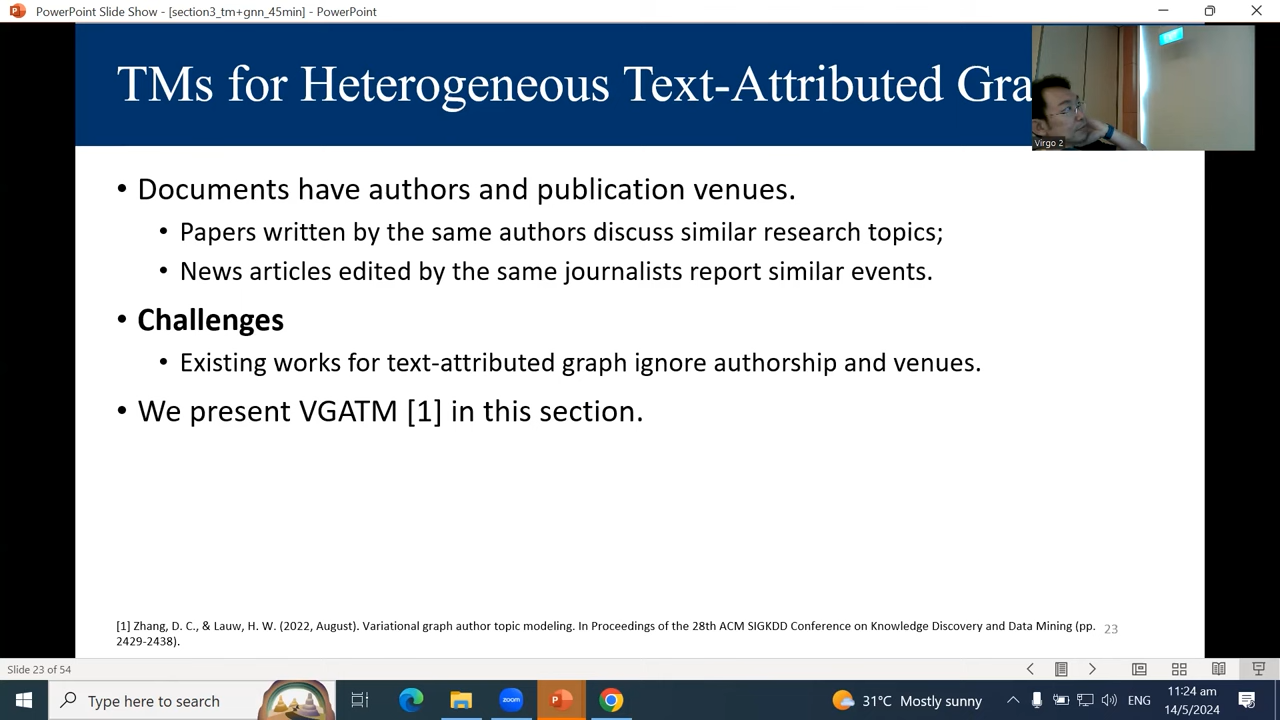 PowerPoint Slide Show - [section3_tm+gnn_45min] - PowerPoint
TMs for Heterogeneous Text-Attributed Gra
Virgo 2
• Documents have authors and publication venues.
• Papers written by the same authors discuss similar research topics;
• News articles edited by the same journalists report similar events.
• Challenges
• Existing works for text-attributed graph ignore authorship and venues.
• We present VGATM [1] in this section.
[1] Zhang, D. C., & Lauw, H. W. (2022, August). Variational graph author topic modeling. In Proceedings of the 28th ACM SIGKDD Conference on Knowledge Discovery and Data Mining (pp.
2429-2438).
23
Slide 23 of 54
Type here to search
zoom
31°C Mostly sunny
ENG
11:24 am
14/5/2024